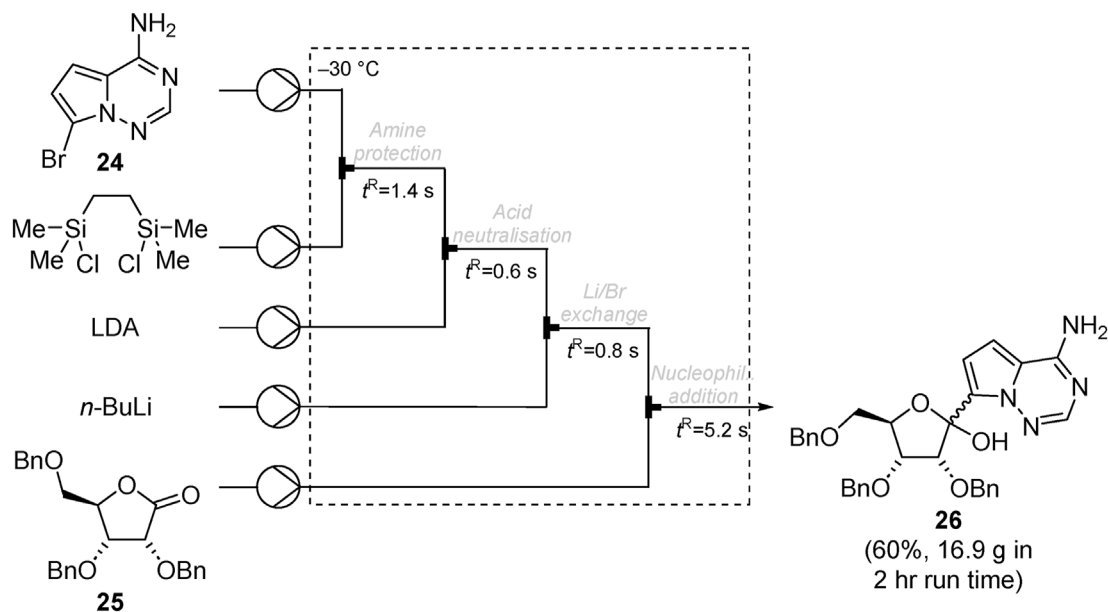 NH₂
N
N
N
Br
24
–30 °C
Amine
protection
tᴿ=1.4 s
Me
Si
Si
Me
Me
Cl
Cl
Me
Acid
neutralisation
tᴿ=0.6 s
LDA
Li/Br
exchange
tᴿ=0.8 s
n-BuLi
Nucleophil.
addition
tᴿ=5.2 s
BnO
O
O
BnO
OBn
25
NH₂
N
N
N
O
OH
BnO
BnO
OBn
26
(60%, 16.9 g in
2 hr run time)